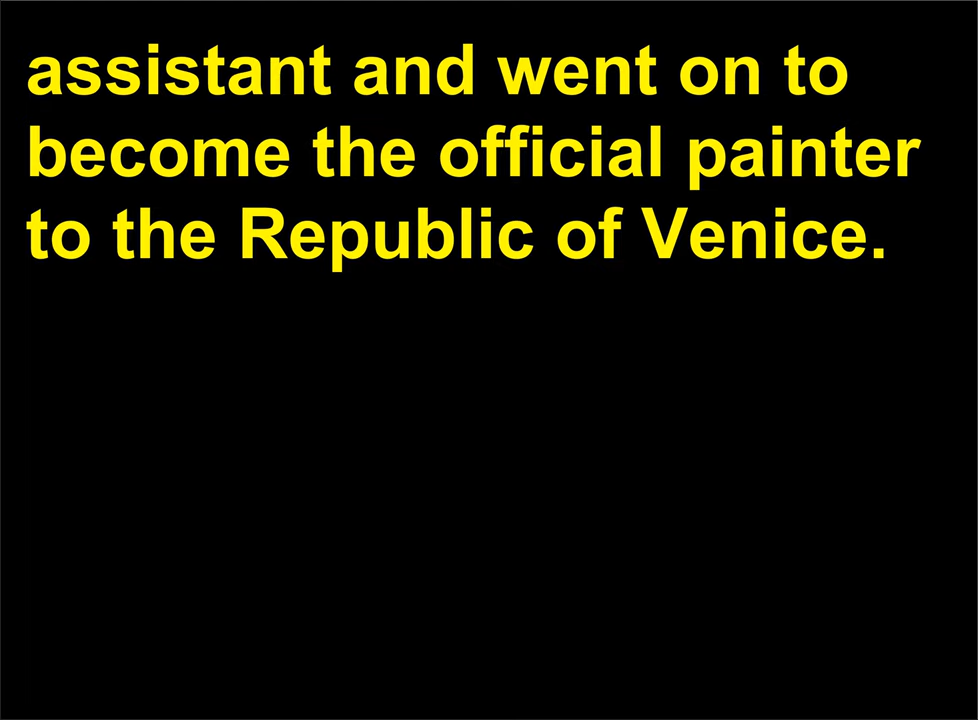 assistant and went on to
become the official painter
to the Republic of Venice.